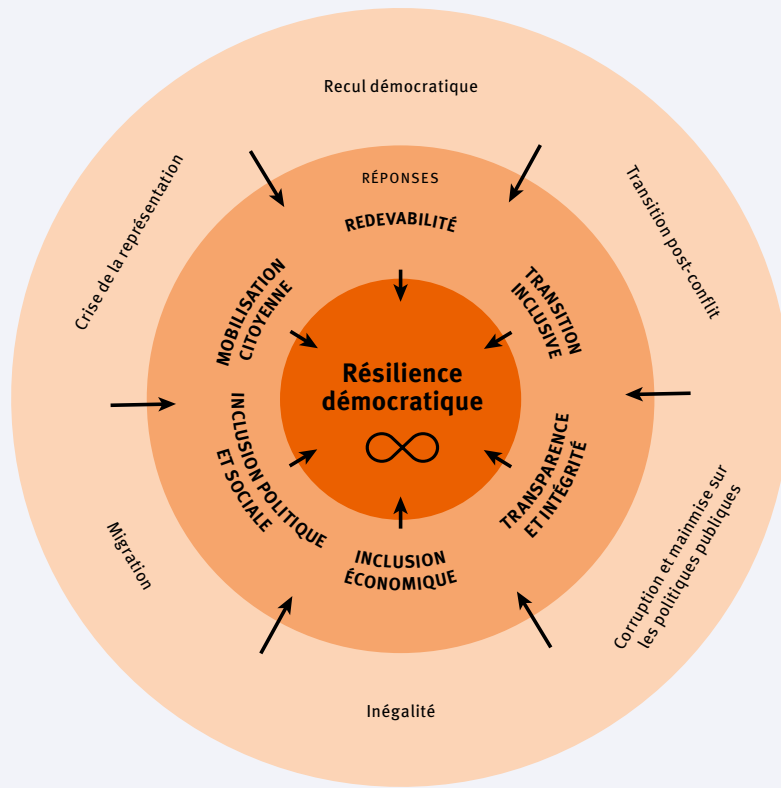 Recul démocratique
Crise de la représentation
Transition post-conflit
RÉPONSES
REDEVABILITÉ
MOBILISATION
CITOYENNE
TRANSITION
INCLUSIVE
Résilience
démocratique
INCLUSION POLITIQUE
ET SOCIALE
TRANSPARENCE
ET INTÉGRITÉ
INCLUSION
ÉCONOMIQUE
Migration
Corruption et mainmise sur
les politiques publiques
Inégalité